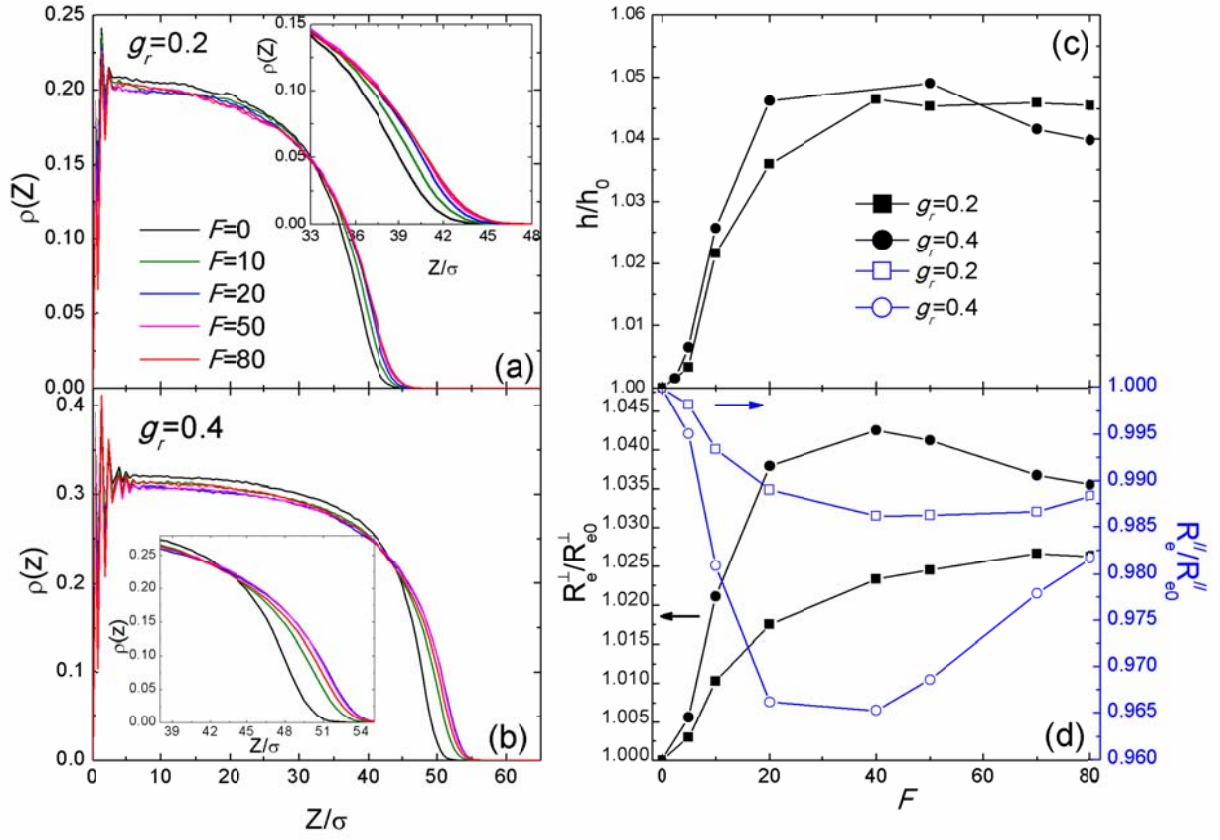 0.25
0.20
0.15
0.10
0.05
0.00
ρ(Z)
g_r=0.2
F=0
F=10
F=20
F=50
F=80
(a)
0.15
0.10
0.05
0.00
ρ(Z)
33 36 39 42 45 48
Z/σ
0.4
0.3
0.2
0.1
0.0
ρ(z)
g_r=0.4
0.25
0.20
0.15
0.10
0.05
0.00
ρ(z)
39 42 45 48 51 54
Z/σ
(b)
0 10 20 30 40 50 60
Z/σ
1.06
1.05
1.04
1.03
1.02
1.01
1.00
h/h₀
(c)
g_r=0.2
g_r=0.4
g_r=0.2
g_r=0.4
1.045
1.040
1.035
1.030
1.025
1.020
1.015
1.010
1.005
1.000
R_e^⊥/R_e0^⊥
(d)
0 20 40 60 80
F
1.000
0.995
0.990
0.985
0.980
0.975
0.970
0.965
0.960
R_e^//​/R_e0^//